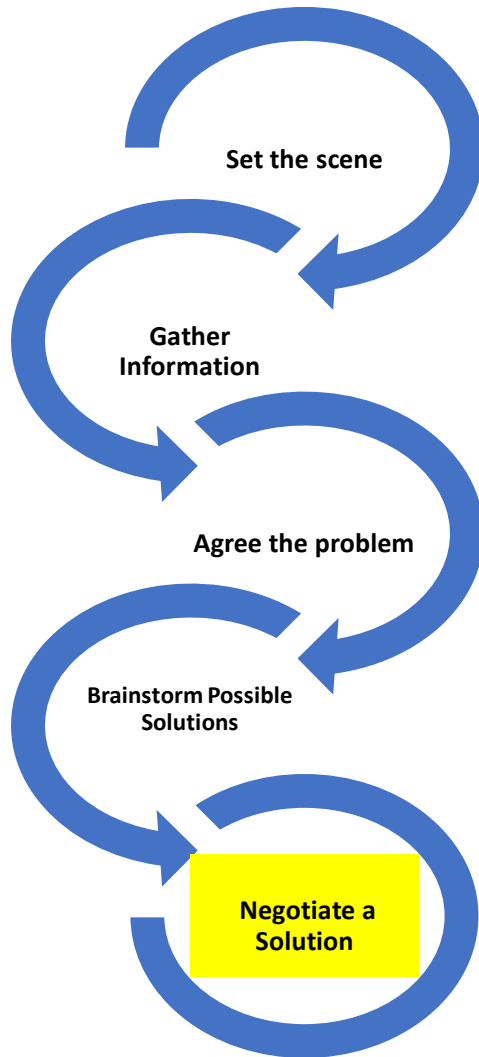 Set the scene
Gather
Information
Agree the problem
Brainstorm Possible
Solutions
Negotiate a
Solution